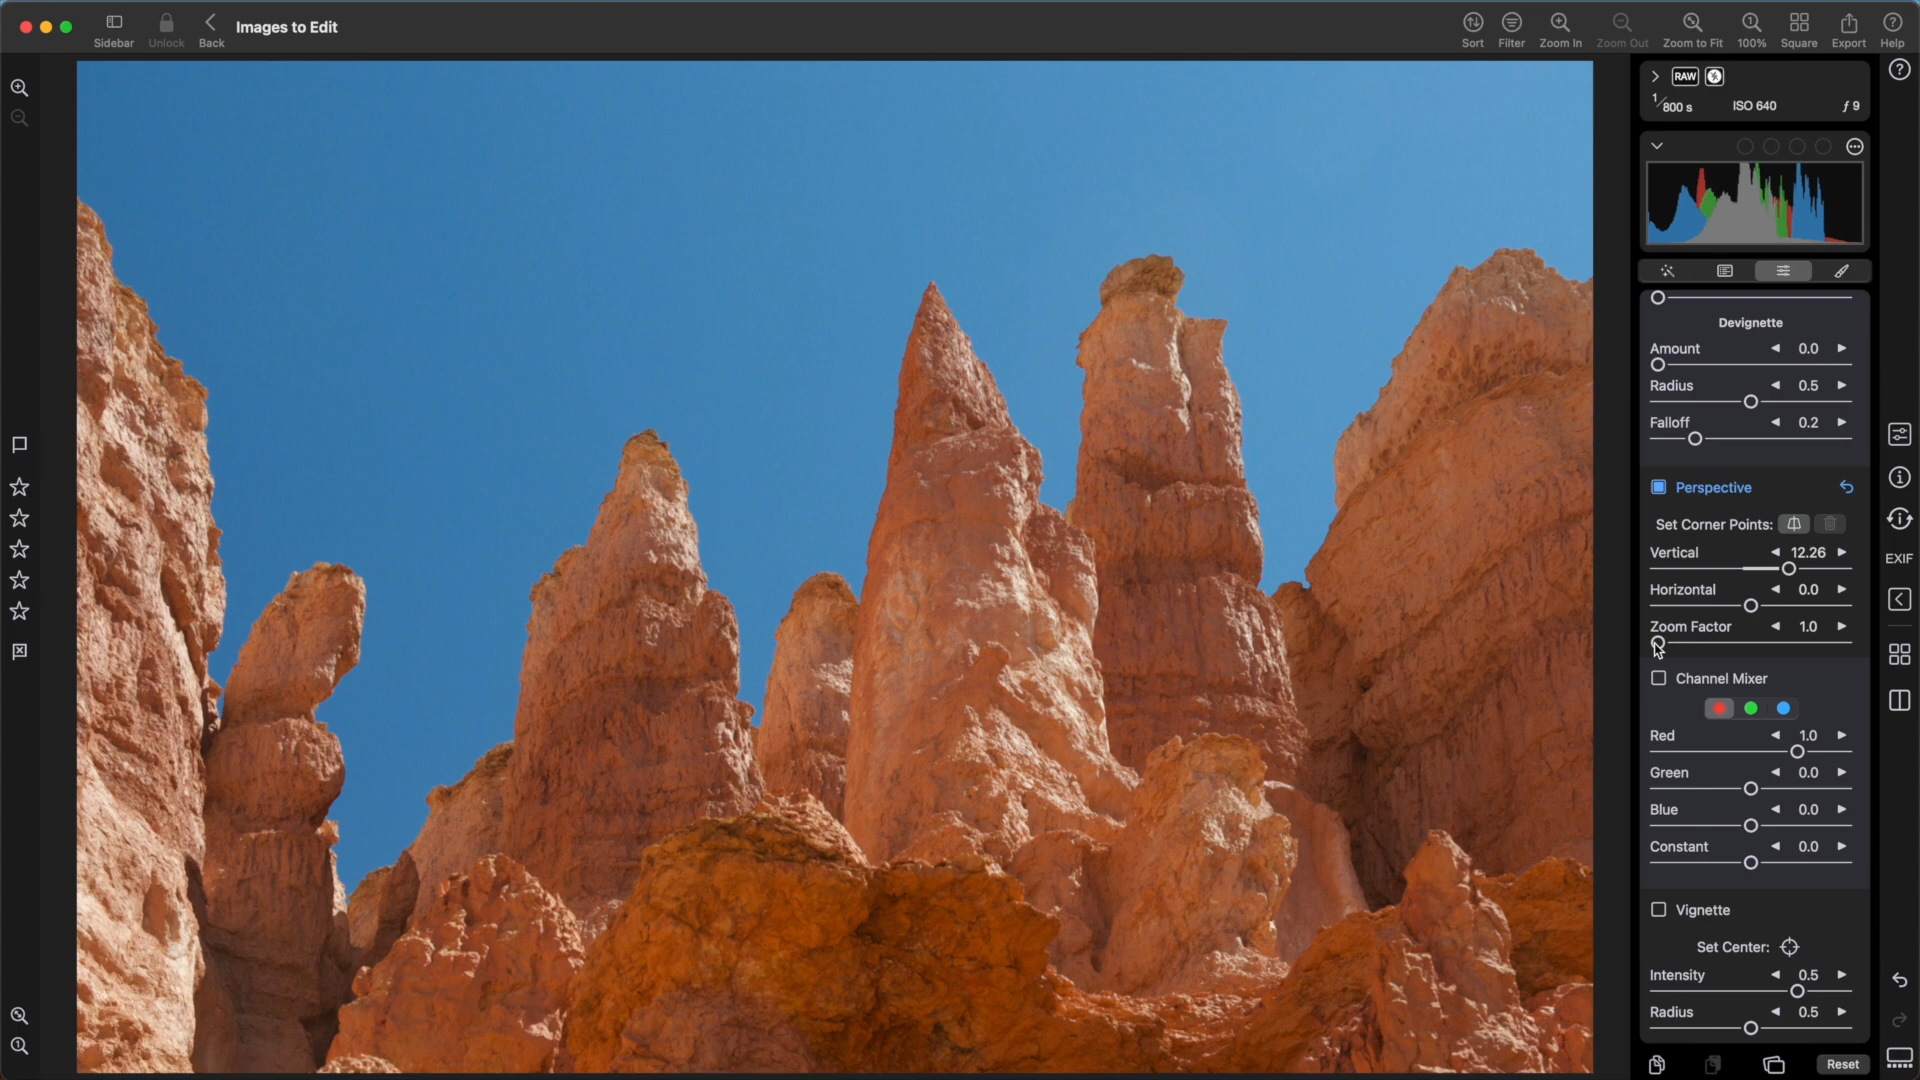 Images to Edit
Sidebar
Unlock
Back
Sort
Filter
Zoom In
Zoom Out
Zoom to Fit
100%
Square
Export
Help
RAW
1/800 s ISO 640 ƒ 9
Devignette
Amount 0.0
Radius 0.5
Falloff 0.2
Perspective
Set Corner Points:
Vertical 12.26
Horizontal 0.0
Zoom Factor 1.0
Channel Mixer
Red 1.0
Green 0.0
Blue 0.0
Constant 0.0
Vignette
Set Center:
Intensity 0.5
Radius 0.5
Reset
EXIF